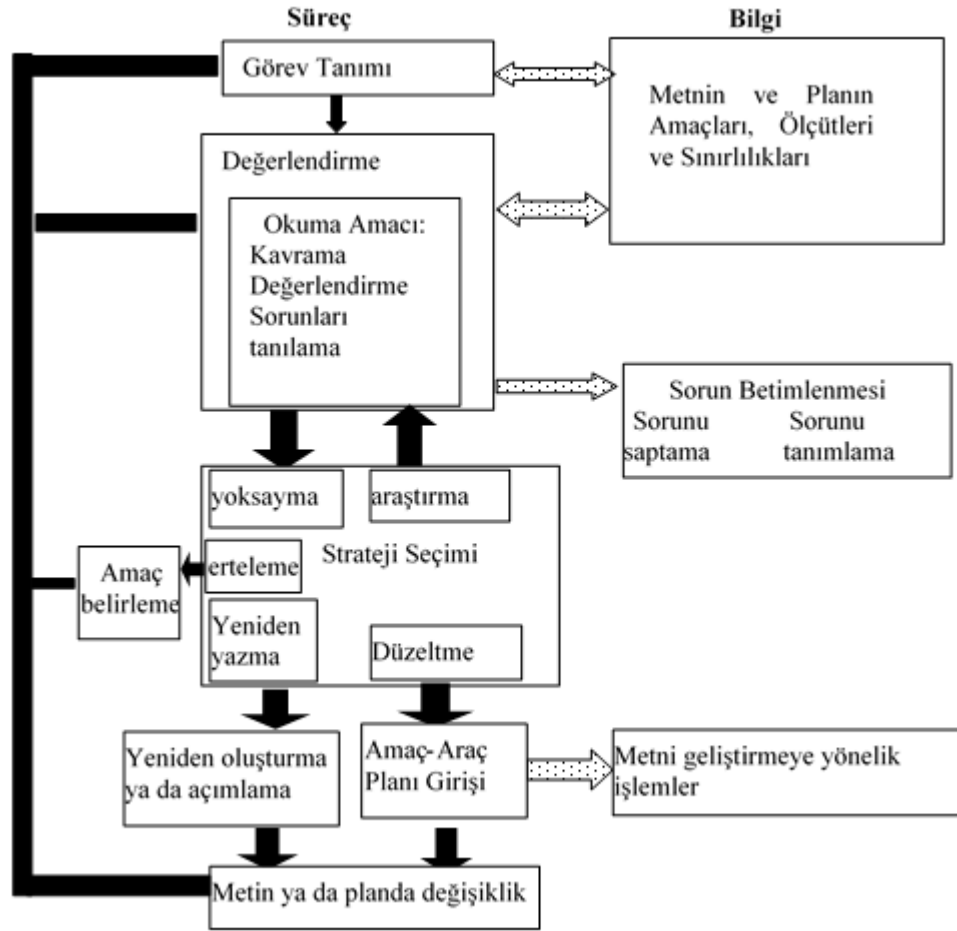 Süreç
Bilgi
Görev Tanımı
Metnin ve Planın
Amaçları, Ölçütleri
ve Sınırlılıkları
Değerlendirme
Okuma Amacı:
Kavrama
Değerlendirme
Sorunları
tanılama
Sorun Betimlenmesi
Sorunu Sorunu
saptama tanımlama
yoksayma
araştırma
Strateji Seçimi
erteleme
Amaç
belirleme
Yeniden
yazma
Düzeltme
Yeniden oluşturma
ya da açımlama
Amaç-Araç
Planı Girişi
Metni geliştirmeye yönelik
işlemler
Metin ya da planda değişiklik